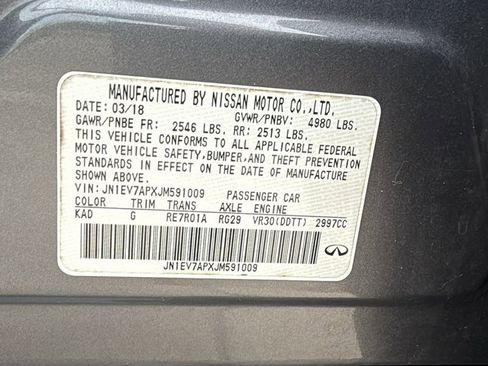 MANUFACTURED BY NISSAN MOTOR CO.,LTD.
DATE: 03/18 GVWR/PNBV: 4980 LBS.
GAWR/PNBE FR: 2546 LBS. RR: 2513 LBS.
THIS VEHICLE CONFORMS TO ALL APPLICABLE FEDERAL
MOTOR VEHICLE SAFETY, BUMPER, AND THEFT PREVENTION
STANDARDS IN EFFECT ON THE DATE OF MANUFACTURE
SHOWN ABOVE.
VIN: JN1EV7APXJM591009 PASSENGER CAR
COLOR TRIM TRANS AXLE ENGINE
KAD G RE7R01A RG29 VR30(DDTT) 2997CC
JN1EV7APXJM591009